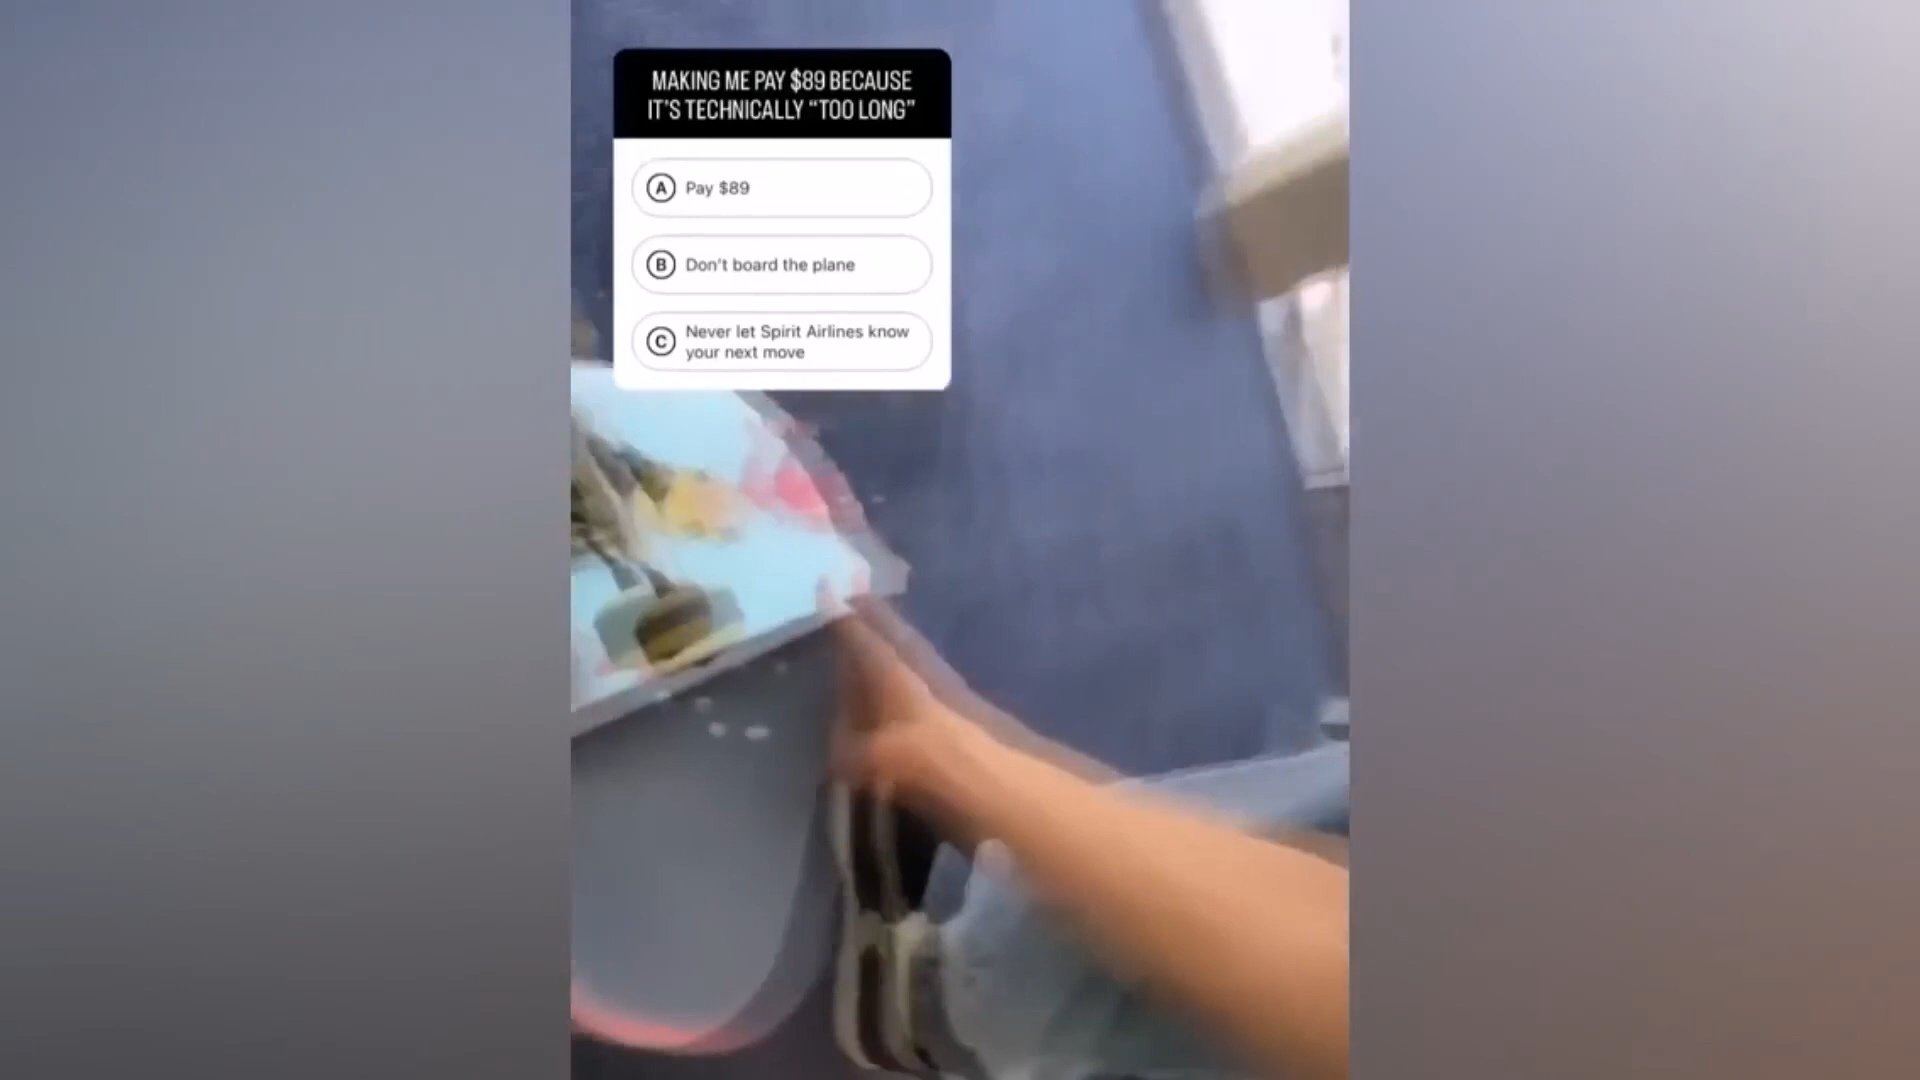 MAKING ME PAY $89 BECAUSE
IT'S TECHNICALLY “TOO LONG”
A Pay $89
B Don't board the plane
C Never let Spirit Airlines know
your next move